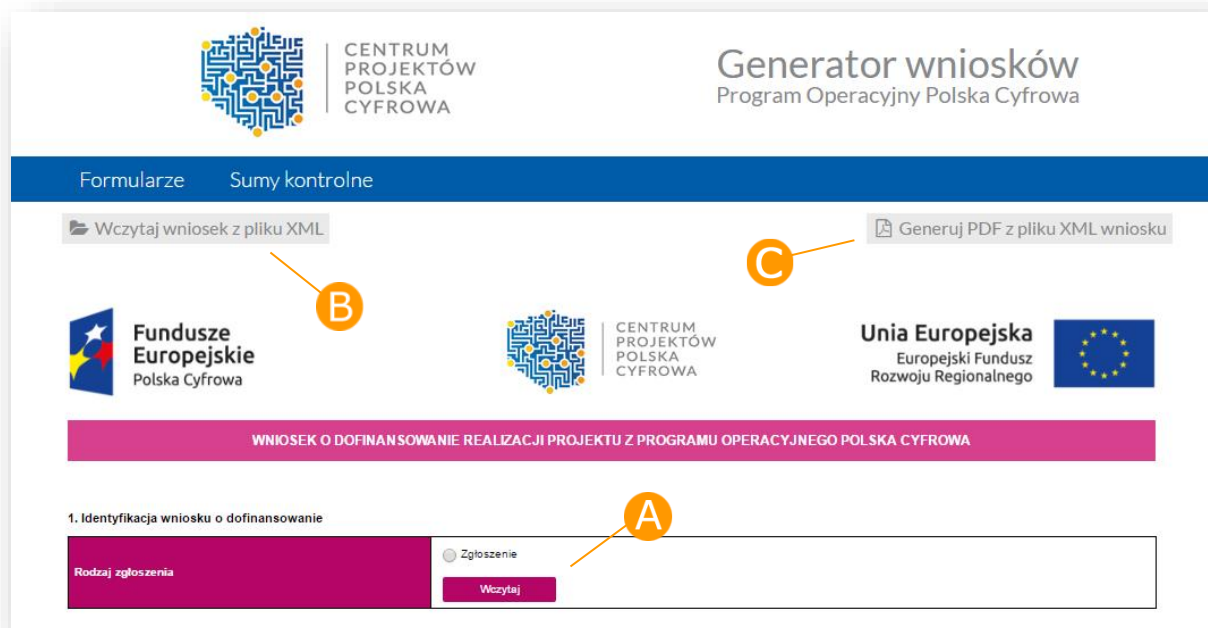 CENTRUM
PROJEKTÓW
POLSKA
CYFROWA
Generator wniosków
Program Operacyjny Polska Cyfrowa
Formularze Sumy kontrolne
Wczytaj wniosek z pliku XML
Generuj PDF z pliku XML wniosku
C
B
Fundusze
Europejskie
Polska Cyfrowa
CENTRUM
PROJEKTÓW
POLSKA
CYFROWA
Unia Europejska
Europejski Fundusz
Rozwoju Regionalnego
WNIOSEK O DOFINANSOWANIE REALIZACJI PROJEKTU Z PROGRAMU OPERACYJNEGO POLSKA CYFROWA
A
1. Identyfikacja wniosku o dofinansowanie
Rodzaj zgłoszenia
Zgłoszenie
Wczytaj